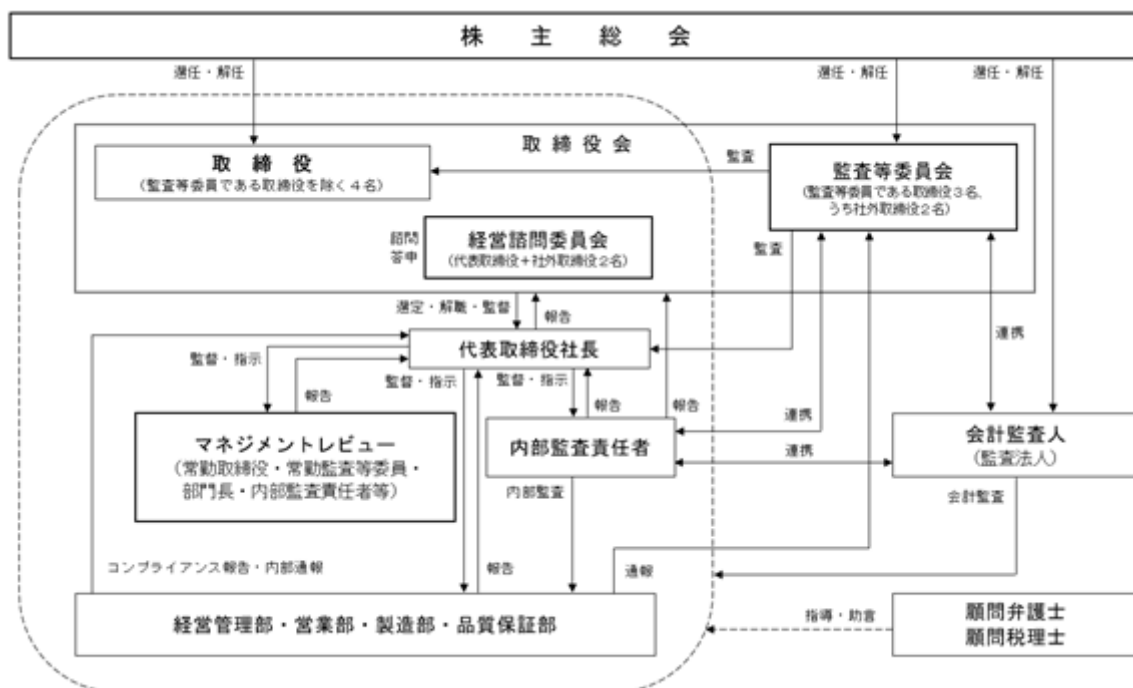 株主総会
選任・解任
選任・解任
選任・解任
取締役会
取締役
(監査等委員である取締役を除く4名)
監査
監査等委員会
(監査等委員である取締役3名、
うち社外取締役2名)
諮問
答申
経営諮問委員会
(代表取締役+社外取締役2名)
監査
選定・解職・監督
報告
代表取締役社長
連携
監督・指示
監督・指示
監督・指示
報告
報告
報告
マネジメントレビュー
(常勤取締役・常勤監査等委員・
部門長・内部監査責任者等)
内部監査責任者
連携
連携
会計監査人
(監査法人)
内部監査
会計監査
コンプライアンス報告・内部通報
報告
通報
経営管理部・営業部・製造部・品質保証部
指導・助言
顧問弁護士
顧問税理士